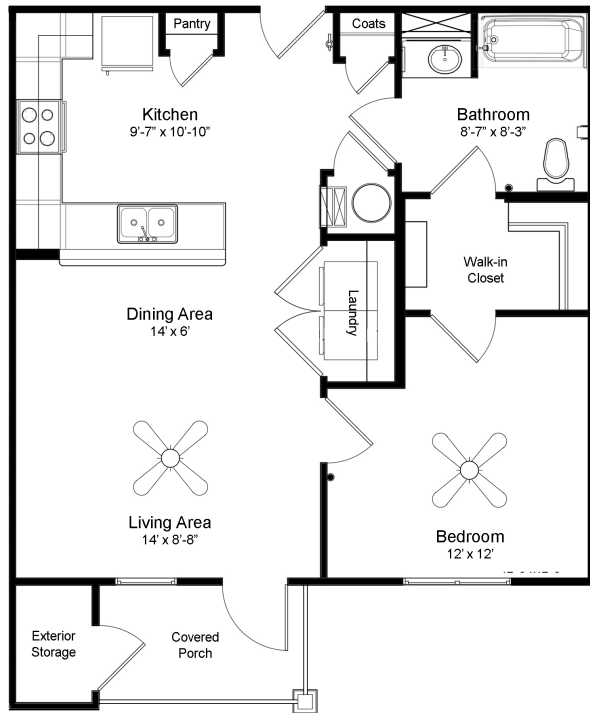 Pantry
Coats
Kitchen
9'-7" x 10'-10"
Bathroom
8'-7" x 8'-3"
Walk-in
Closet
Laundry
Dining Area
14' x 6'
Living Area
14' x 8'-8"
Bedroom
12' x 12'
Exterior
Storage
Covered
Porch